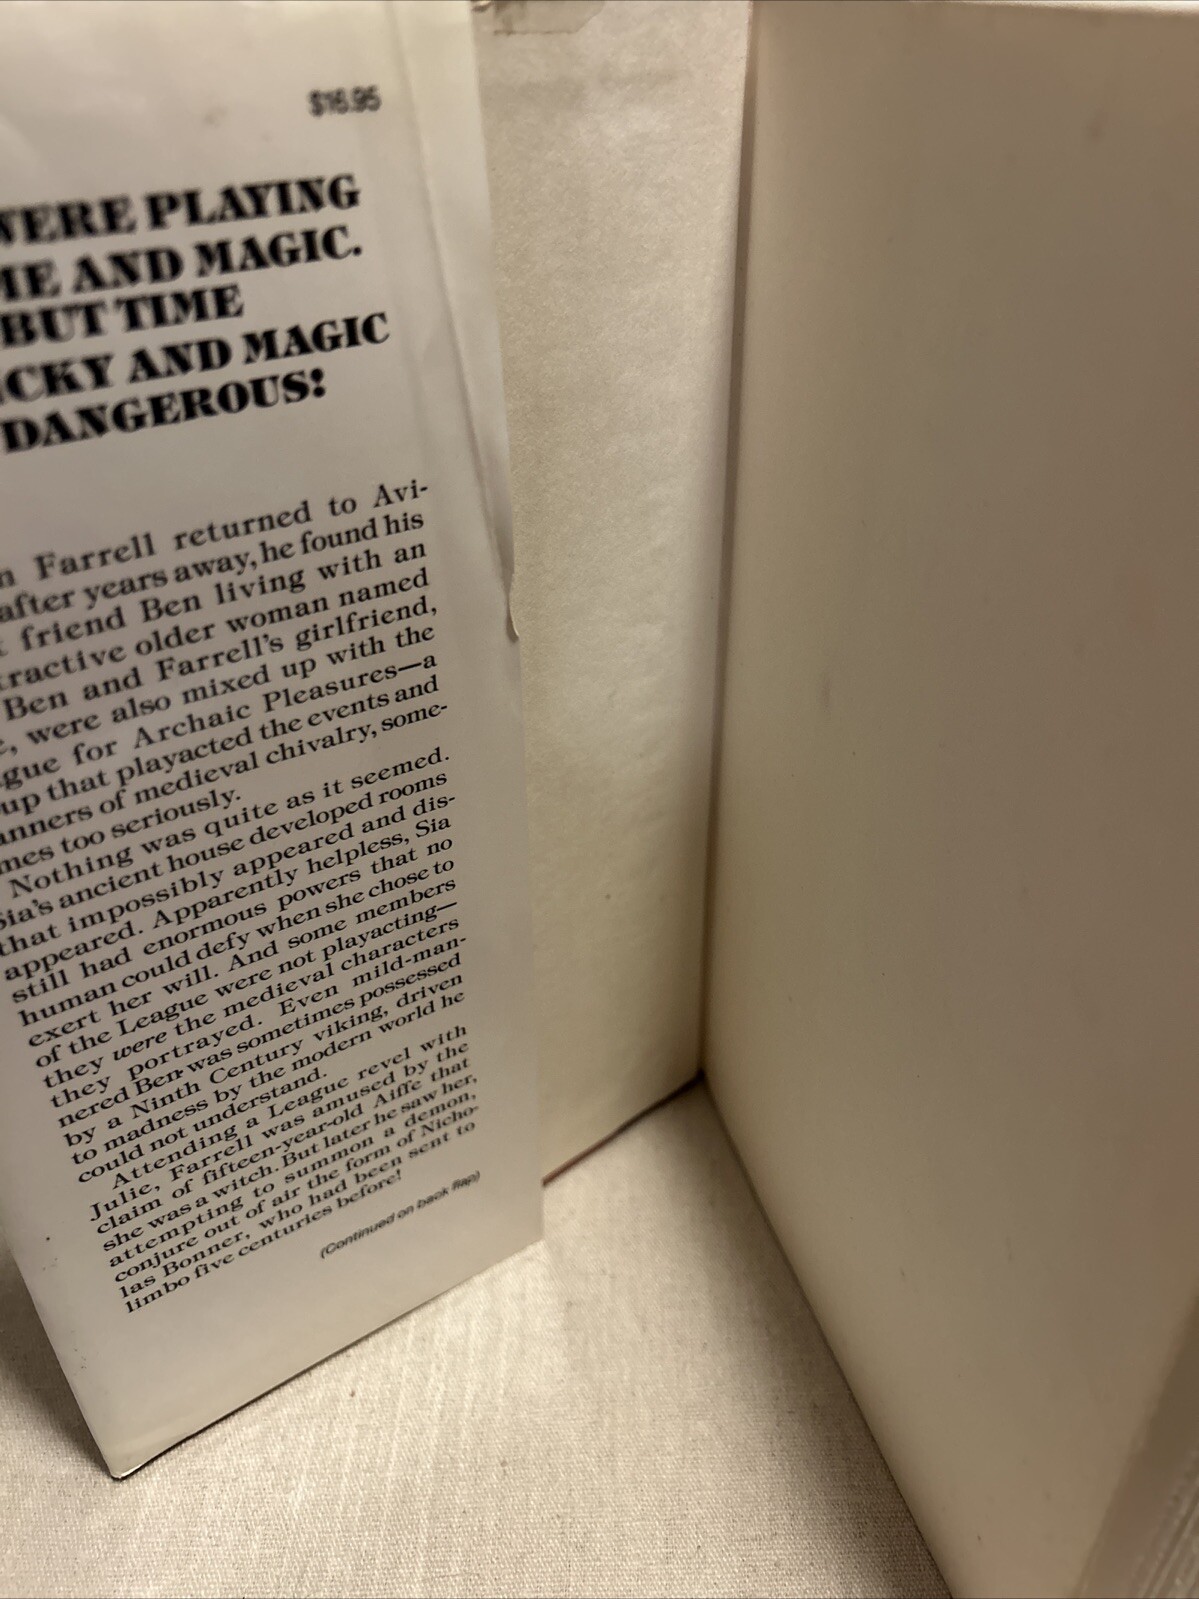 $16.95
WERE PLAYING
ME AND MAGIC.
BUT TIME
ICKY AND MAGIC
DANGEROUS!
n Farrell returned to Avi-
after years away, he found his
t friend Ben living with an
tractive older woman named
Ben and Farrell's girlfriend,
e, were also mixed up with the
gue for Archaic Pleasures—a
oup that playacted the events and
anners of medieval chivalry, some-
mes too seriously.
Nothing was quite as it seemed.
Sia's ancient house developed rooms
that impossibly appeared and dis-
appeared. Apparently helpless, Sia
still had enormous powers that no
human could defy when she chose to
exert her will. And some members
of the League were not playacting—
they were the medieval characters
they portrayed. Even mild-man-
nered Ben was sometimes possessed
by a Ninth Century viking, driven
to madness by the modern world he
could not understand.
Attending a League revel with
Julie, Farrell was amused by the
claim of fifteen-year-old Aiffe that
she was a witch. But later he saw her,
attempting to summon a demon,
conjure out of air the form of Nicho-
las Bonner, who had been sent to
limbo five centuries before!
(Continued on back flap)